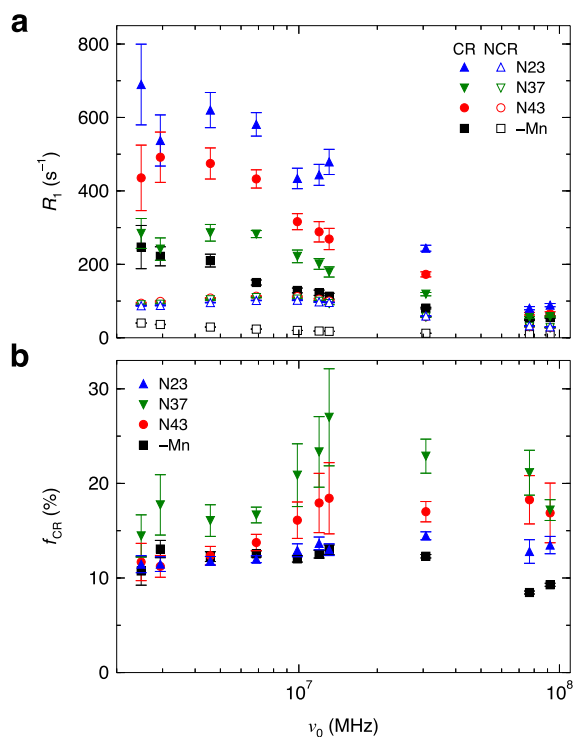 a
800
600
400
200
0
R1 (s−1)
CR NCR
N23
N37
N43
−Mn
b
30
20
10
0
fCR (%)
N23
N37
N43
−Mn
10^7
10^8
ν0 (MHz)